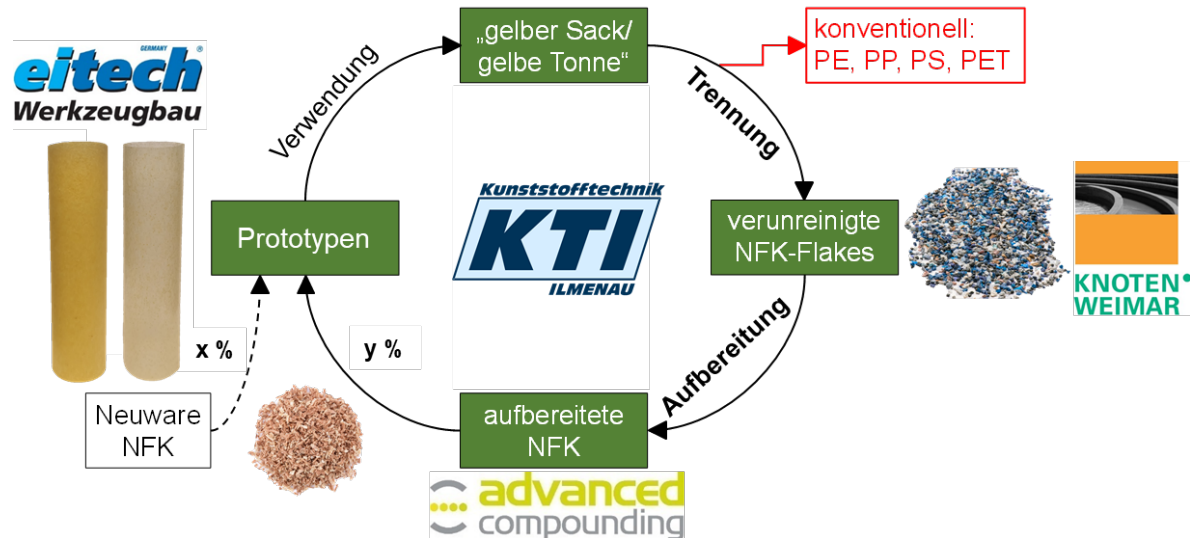 „gelber Sack/
gelbe Tonne“
konventionell:
PE, PP, PS, PET
GERMANY
eitech®
Werkzeugbau
Verwendung
Trennung
Kunststofftechnik
KTI
ILMENAU
Prototypen
verunreinigte
NFK-Flakes
KNOTEN
WEIMAR
x %
y %
Aufbereitung
Neuware
NFK
aufbereitete
NFK
advanced
compounding